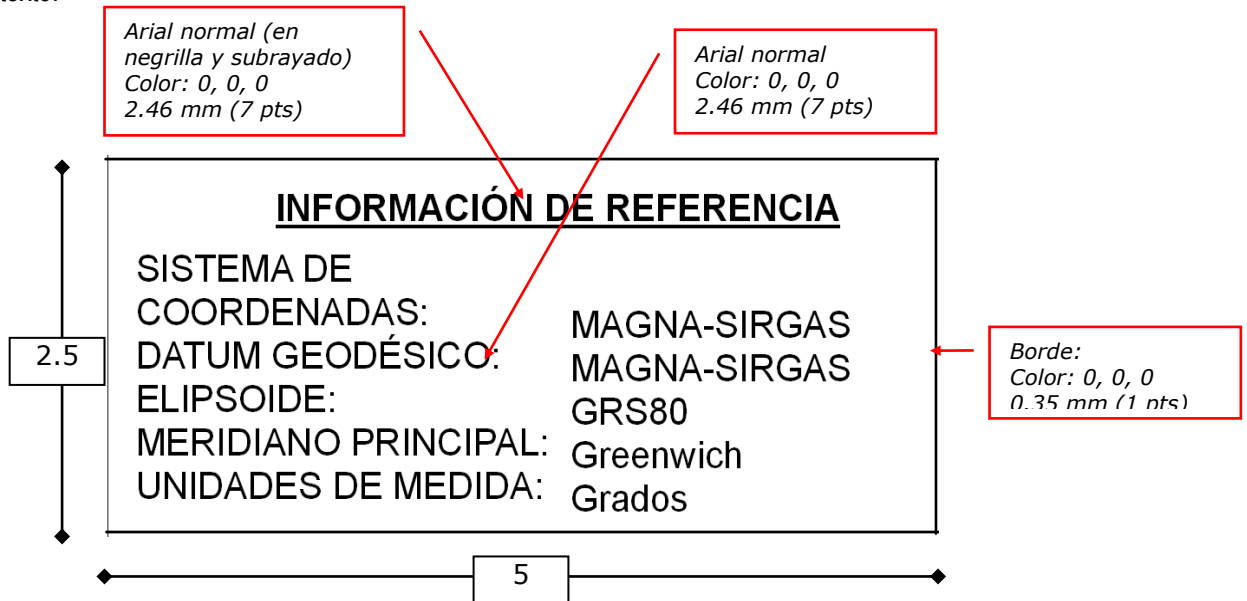 Arial normal (en
negrilla y subrayado)
Color: 0, 0, 0
2.46 mm (7 pts)
Arial normal
Color: 0, 0, 0
2.46 mm (7 pts)
INFORMACIÓN DE REFERENCIA
SISTEMA DE
COORDENADAS: MAGNA-SIRGAS
DATUM GEODÉSICO: MAGNA-SIRGAS
ELIPSOIDE: GRS80
MERIDIANO PRINCIPAL: Greenwich
UNIDADES DE MEDIDA: Grados
2.5
Borde:
Color: 0, 0, 0
0.35 mm (1 pts)
5